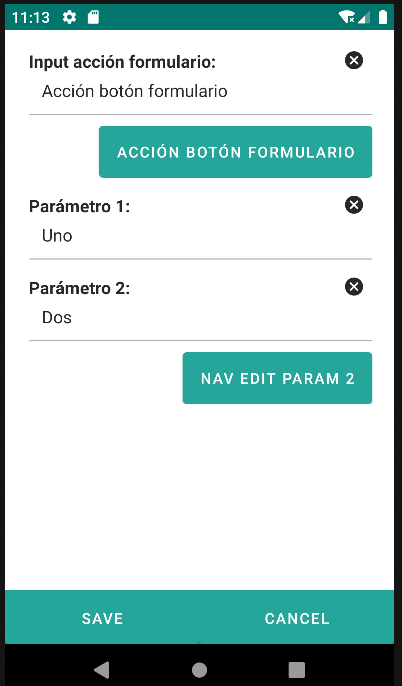 11:13
Input acción formulario:
Acción botón formulario
ACCIÓN BOTÓN FORMULARIO
Parámetro 1:
Uno
Parámetro 2:
Dos
NAV EDIT PARAM 2
SAVE CANCEL